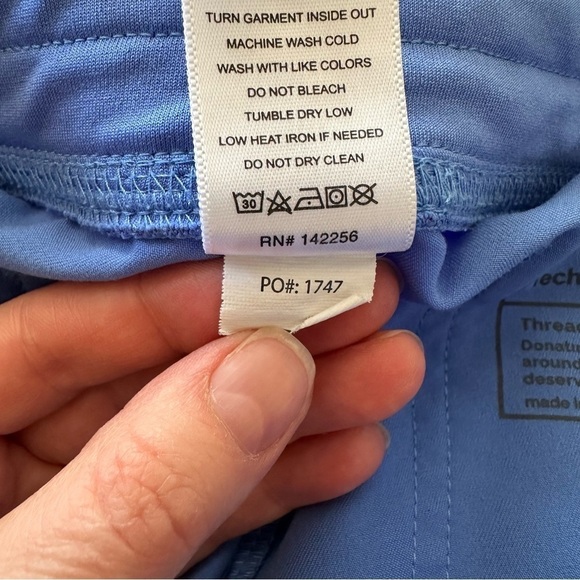 TURN GARMENT INSIDE OUT
MACHINE WASH COLD
WASH WITH LIKE COLORS
DO NOT BLEACH
TUMBLE DRY LOW
LOW HEAT IRON IF NEEDED
DO NOT DRY CLEAN
30
RN# 142256
PO#: 1747
around
made